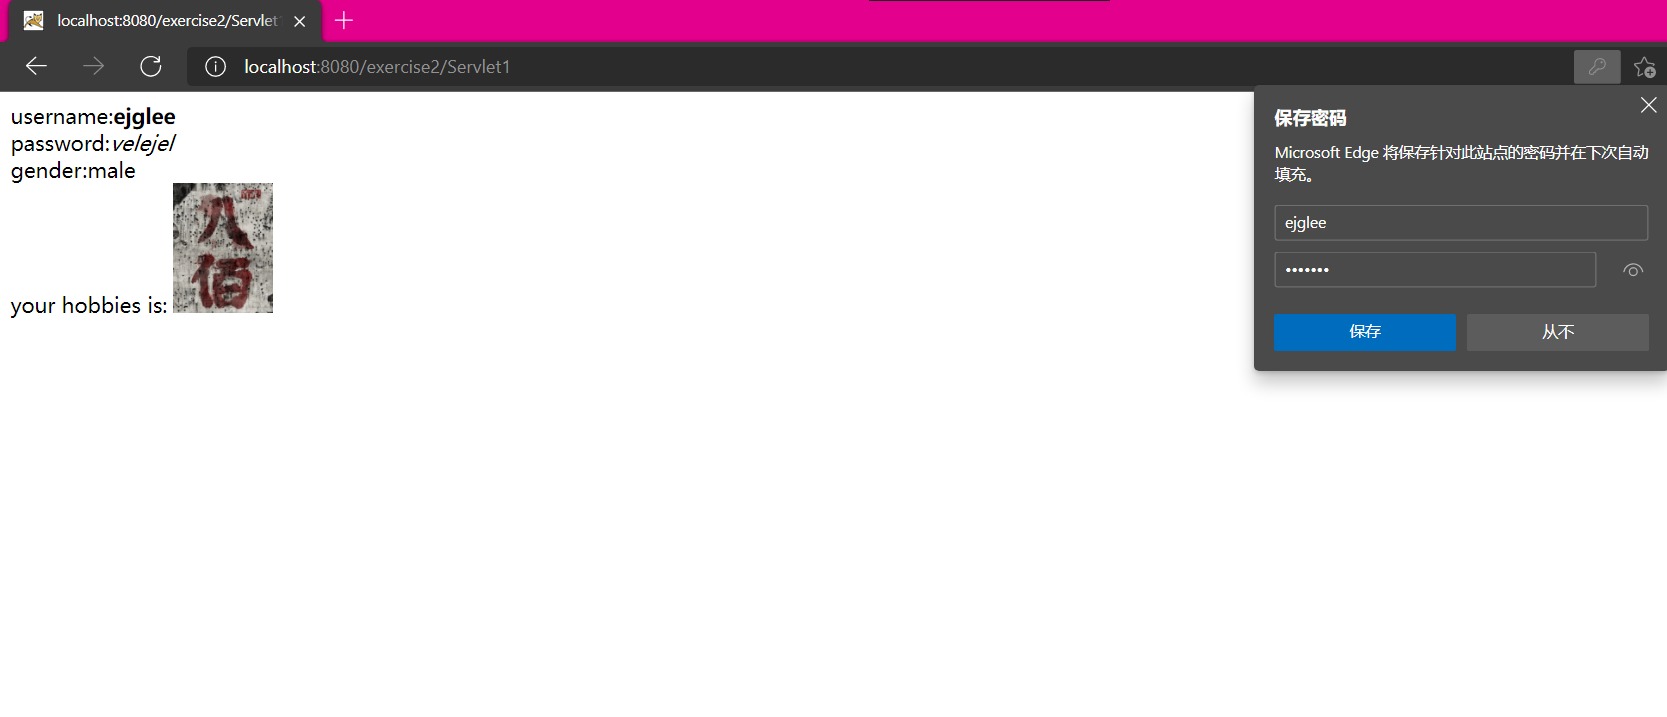 localhost:8080/exercise2/Servlet
localhost:8080/exercise2/Servlet1
username:ejglee
password:velejel
gender:male
八
佰
your hobbies is:
保存密码
Microsoft Edge 将保存针对此站点的密码并在下次自动
填充。
ejglee
•••••••
保存
从不